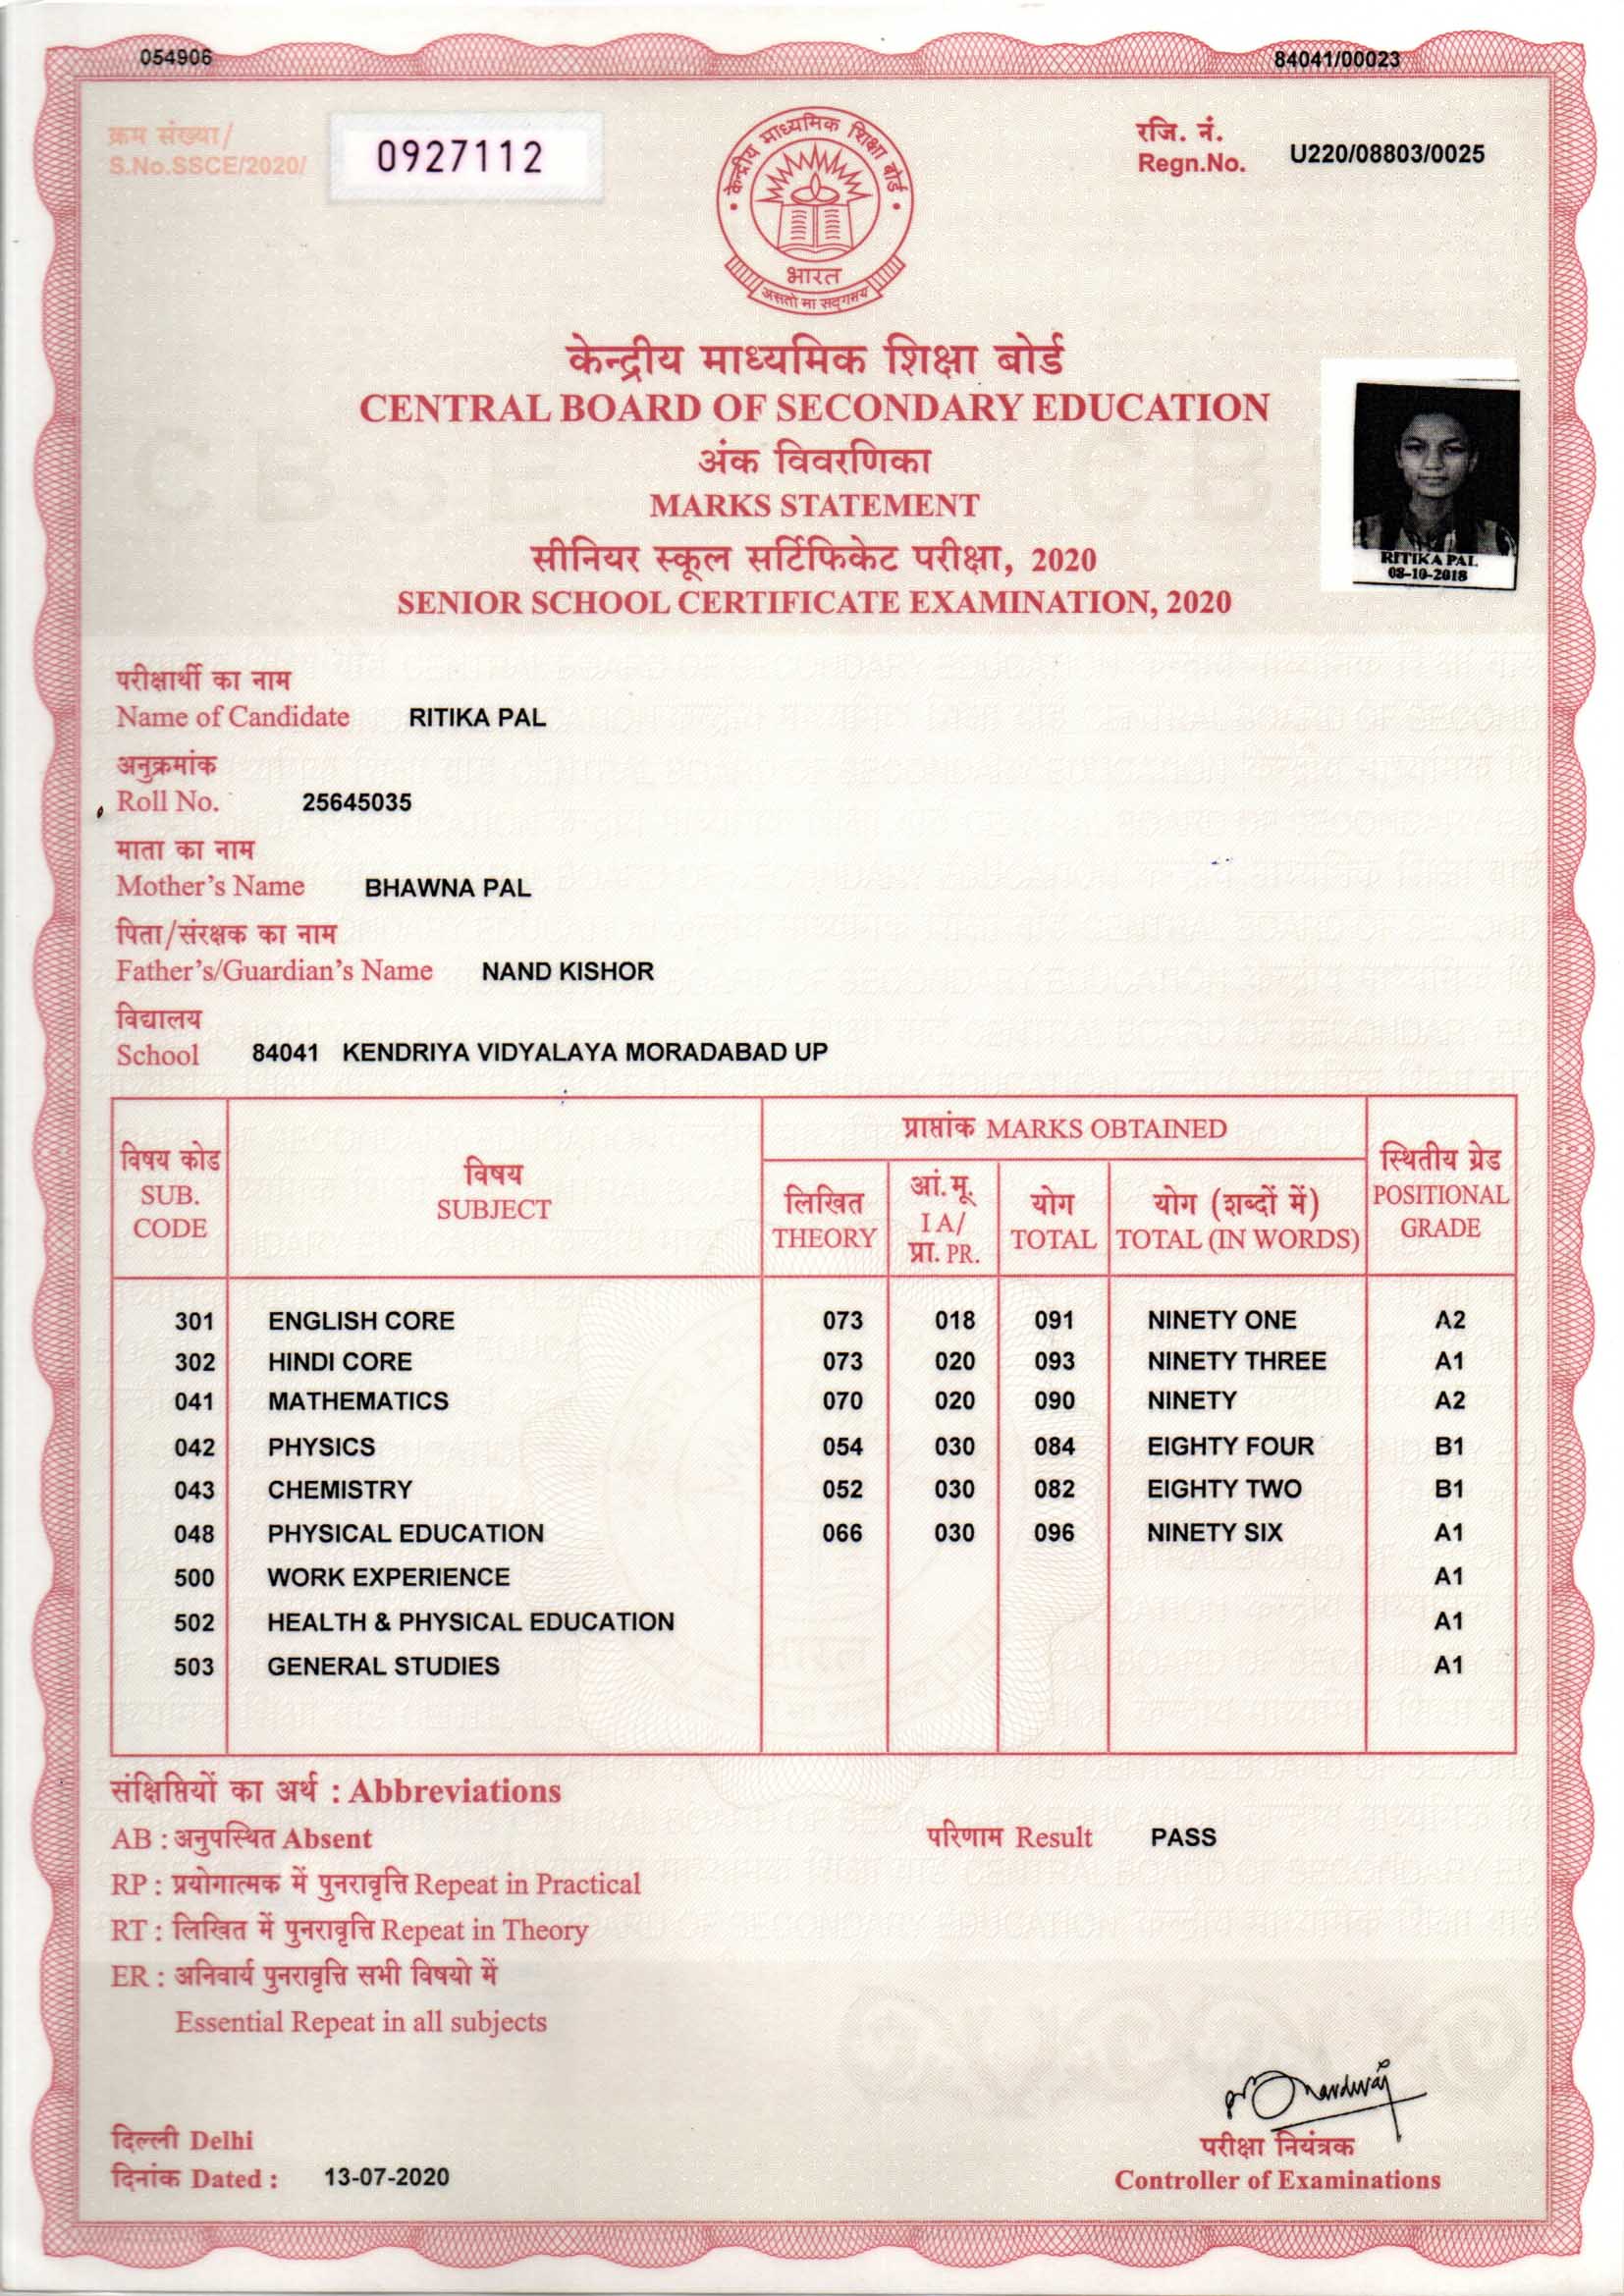 054906 84041/00023
क्रम संख्या/
S.No.SSCE/2020/ 0927112
रजि. नं.
Regn.No. U220/08803/0025
केन्द्रीय माध्यमिक शिक्षा बोर्ड
भारत
असतो मा सद्गमय
केन्द्रीय माध्यमिक शिक्षा बोर्ड
CENTRAL BOARD OF SECONDARY EDUCATION
अंक विवरणिका
MARKS STATEMENT
सीनियर स्कूल सर्टिफिकेट परीक्षा, 2020
SENIOR SCHOOL CERTIFICATE EXAMINATION, 2020
RITIKA PAL
08-10-2018
परीक्षार्थी का नाम
Name of Candidate RITIKA PAL
अनुक्रमांक
Roll No. 25645035
माता का नाम
Mother's Name BHAWNA PAL
पिता/संरक्षक का नाम
Father's/Guardian's Name NAND KISHOR
विद्यालय
School 84041 KENDRIYA VIDYALAYA MORADABAD UP
विषय कोड
SUB.
CODE
विषय
SUBJECT
प्राप्तांक MARKS OBTAINED
लिखित
THEORY
आं.मू.
I A/
प्रा. PR.
योग
TOTAL
योग (शब्दों में)
TOTAL (IN WORDS)
स्थितीय ग्रेड
POSITIONAL
GRADE
301 ENGLISH CORE 073 018 091 NINETY ONE A2
302 HINDI CORE 073 020 093 NINETY THREE A1
041 MATHEMATICS 070 020 090 NINETY A2
042 PHYSICS 054 030 084 EIGHTY FOUR B1
043 CHEMISTRY 052 030 082 EIGHTY TWO B1
048 PHYSICAL EDUCATION 066 030 096 NINETY SIX A1
500 WORK EXPERIENCE A1
502 HEALTH & PHYSICAL EDUCATION A1
503 GENERAL STUDIES A1
संक्षिप्तियों का अर्थ : Abbreviations
AB : अनुपस्थित Absent
परिणाम Result PASS
RP : प्रयोगात्मक में पुनरावृत्ति Repeat in Practical
RT : लिखित में पुनरावृत्ति Repeat in Theory
ER : अनिवार्य पुनरावृत्ति सभी विषयो में
Essential Repeat in all subjects
दिल्ली Delhi
दिनांक Dated : 13-07-2020
परीक्षा नियंत्रक
Controller of Examinations